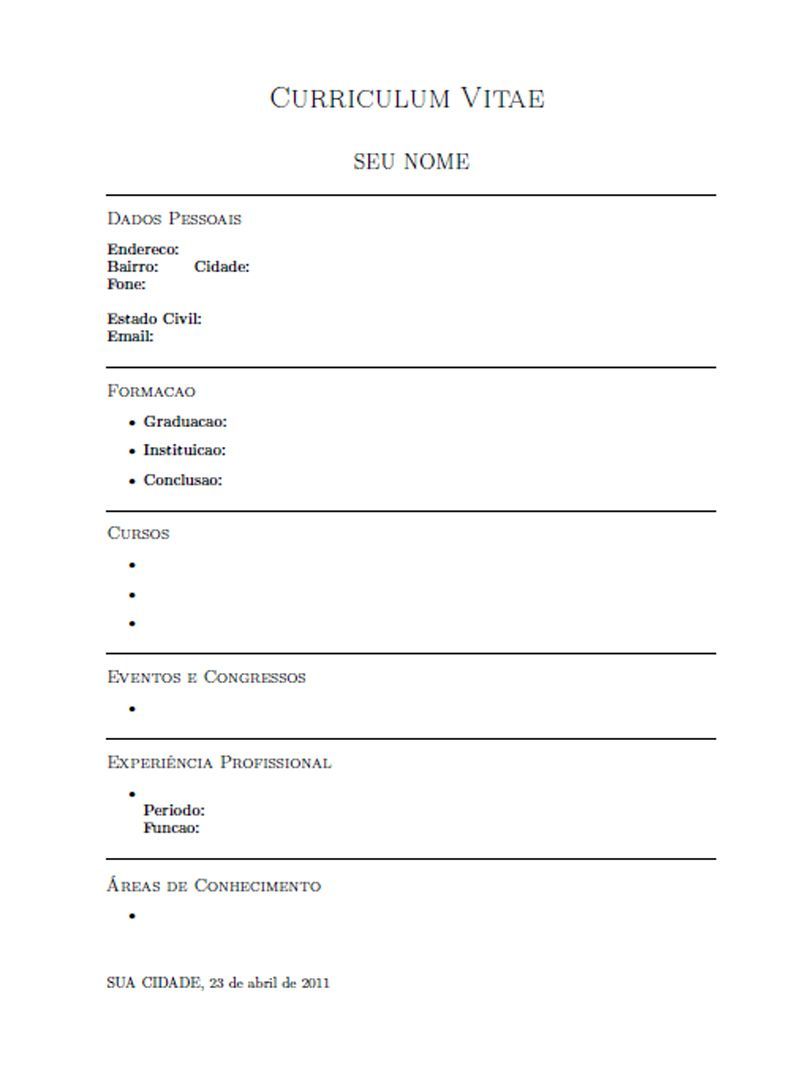 Curriculum Vitae
SEU NOME
Dados Pessoais
Endereco:
Bairro: Cidade:
Fone:
Estado Civil:
Email:
Formacao
• Graduacao:
• Instituicao:
• Conclusao:
Cursos
•
•
•
Eventos e Congressos
•
Experiência Profissional
•
Periodo:
Funcao:
Áreas de Conhecimento
•
SUA CIDADE, 23 de abril de 2011